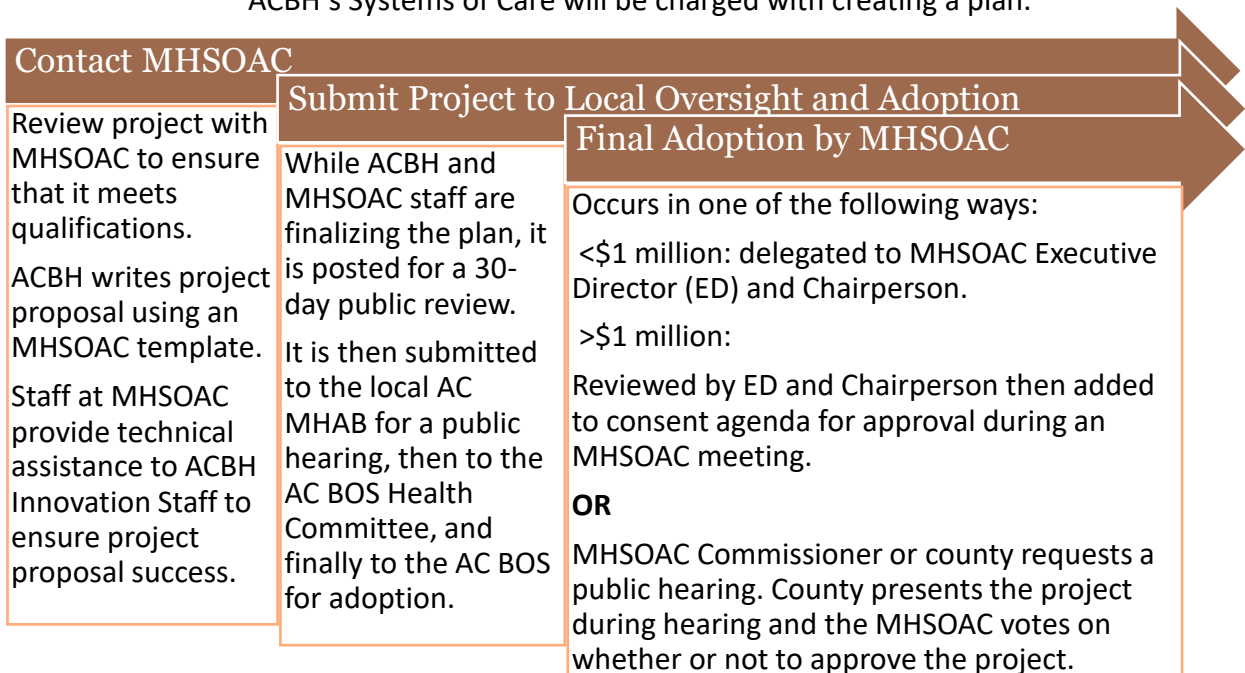 ACBH's Systems of Care will be charged with creating a plan.
Contact MHSOAC
Review project with
MHSOAC to ensure
that it meets
qualifications.
ACBH writes project
proposal using an
MHSOAC template.
Staff at MHSOAC
provide technical
assistance to ACBH
Innovation Staff to
ensure project
proposal success.
Submit Project to Local Oversight and Adoption
While ACBH and
MHSOAC staff are
finalizing the plan, it
is posted for a 30-
day public review.
It is then submitted
to the local AC
MHAB for a public
hearing, then to the
AC BOS Health
Committee, and
finally to the AC BOS
for adoption.
Final Adoption by MHSOAC
Occurs in one of the following ways:
<$1 million: delegated to MHSOAC Executive
Director (ED) and Chairperson.
>$1 million:
Reviewed by ED and Chairperson then added
to consent agenda for approval during an
MHSOAC meeting.
OR
MHSOAC Commissioner or county requests a
public hearing. County presents the project
during hearing and the MHSOAC votes on
whether or not to approve the project.